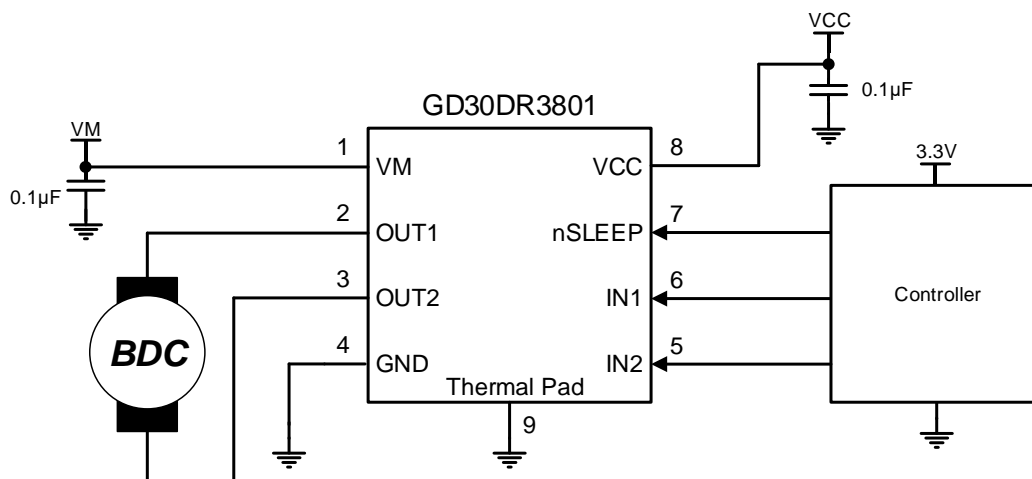 VCC
0.1µF
GD30DR3801
VM
0.1µF
1
VM
VCC
8
3.3V
2
OUT1
nSLEEP
7
3
OUT2
IN1
6
Controller
BDC
4
GND
IN2
5
Thermal Pad
9